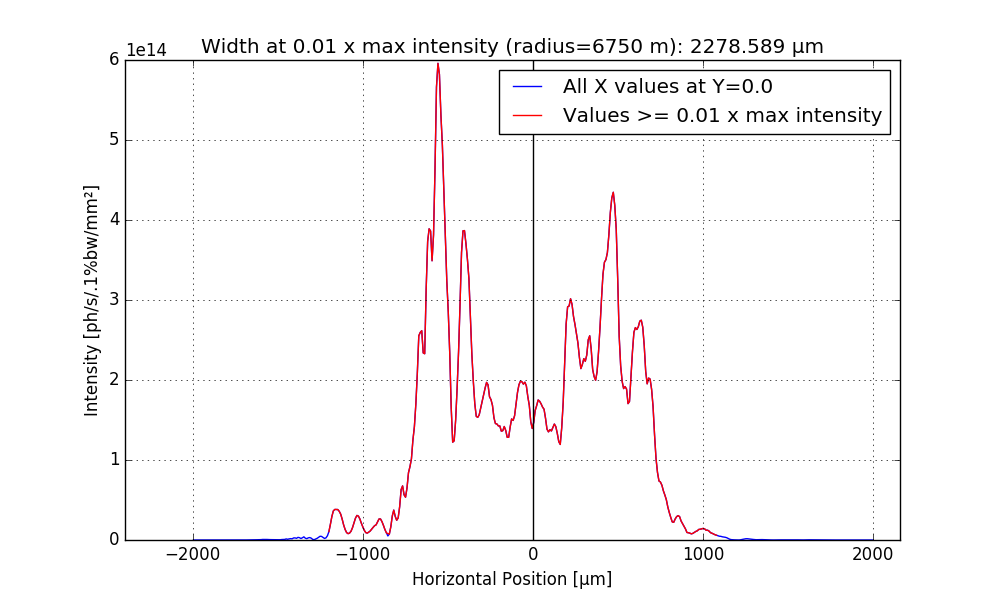 1e14
Width at 0.01 x max intensity (radius=6750 m): 2278.589 µm
All X values at Y=0.0
Values >= 0.01 x max intensity
6
5
4
3
2
1
0
Intensity [ph/s/.1%bw/mm²]
−2000
−1000
0
1000
2000
Horizontal Position [µm]